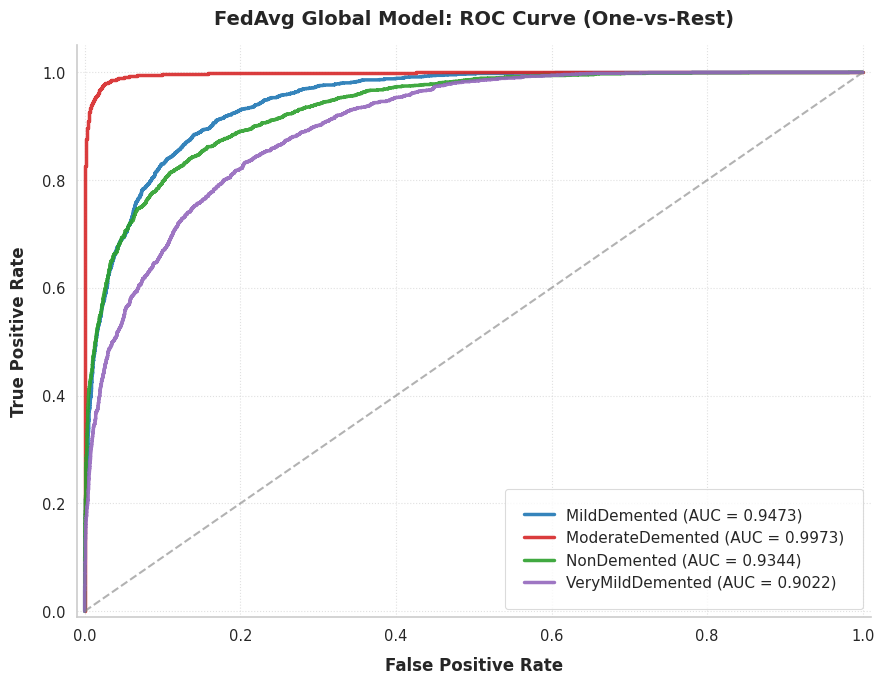 FedAvg Global Model: ROC Curve (One-vs-Rest)
True Positive Rate
1.0
0.8
0.6
0.4
0.2
0.0
MildDemented (AUC = 0.9473)
ModerateDemented (AUC = 0.9973)
NonDemented (AUC = 0.9344)
VeryMildDemented (AUC = 0.9022)
0.0 0.2 0.4 0.6 0.8 1.0
False Positive Rate